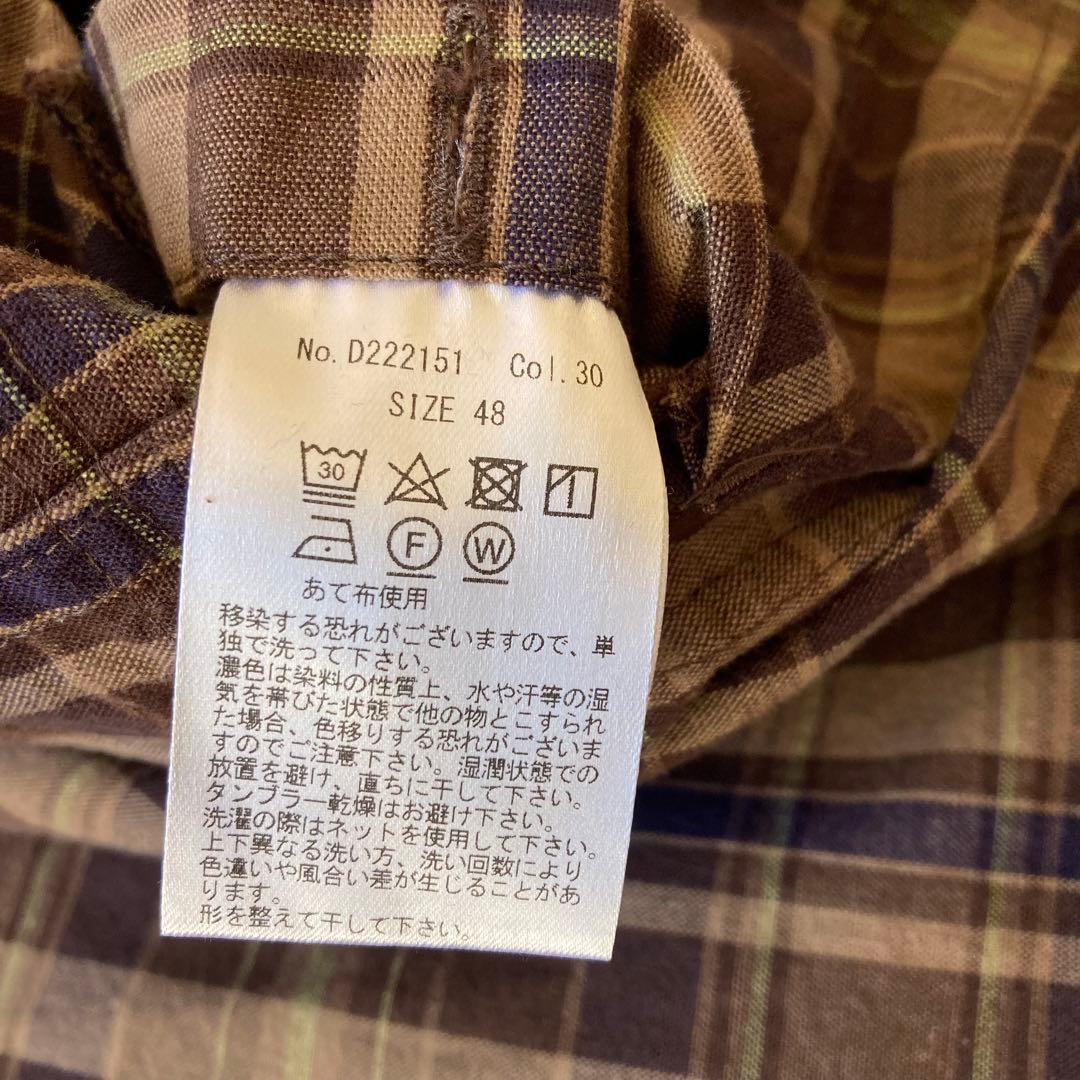 No. D222151 Col. 30
SIZE 48
30
F W
あて布使用
移染する恐れがございますので、単
独で洗って下さい。
濃色は染料の性質上、水や汗等の湿
気を帯びた状態で他の物とこすられ
た場合、色移りする恐れがございま
すのでご注意下さい。湿潤状態での
放置を避け、直ちに干して下さい。
タンブラー乾燥はお避け下さい。
洗濯の際はネットを使用して下さい。
上下異なる洗い方、洗い回数により
色違いや風合い差が生じることがあ
ります。
形を整えて干して下さい。